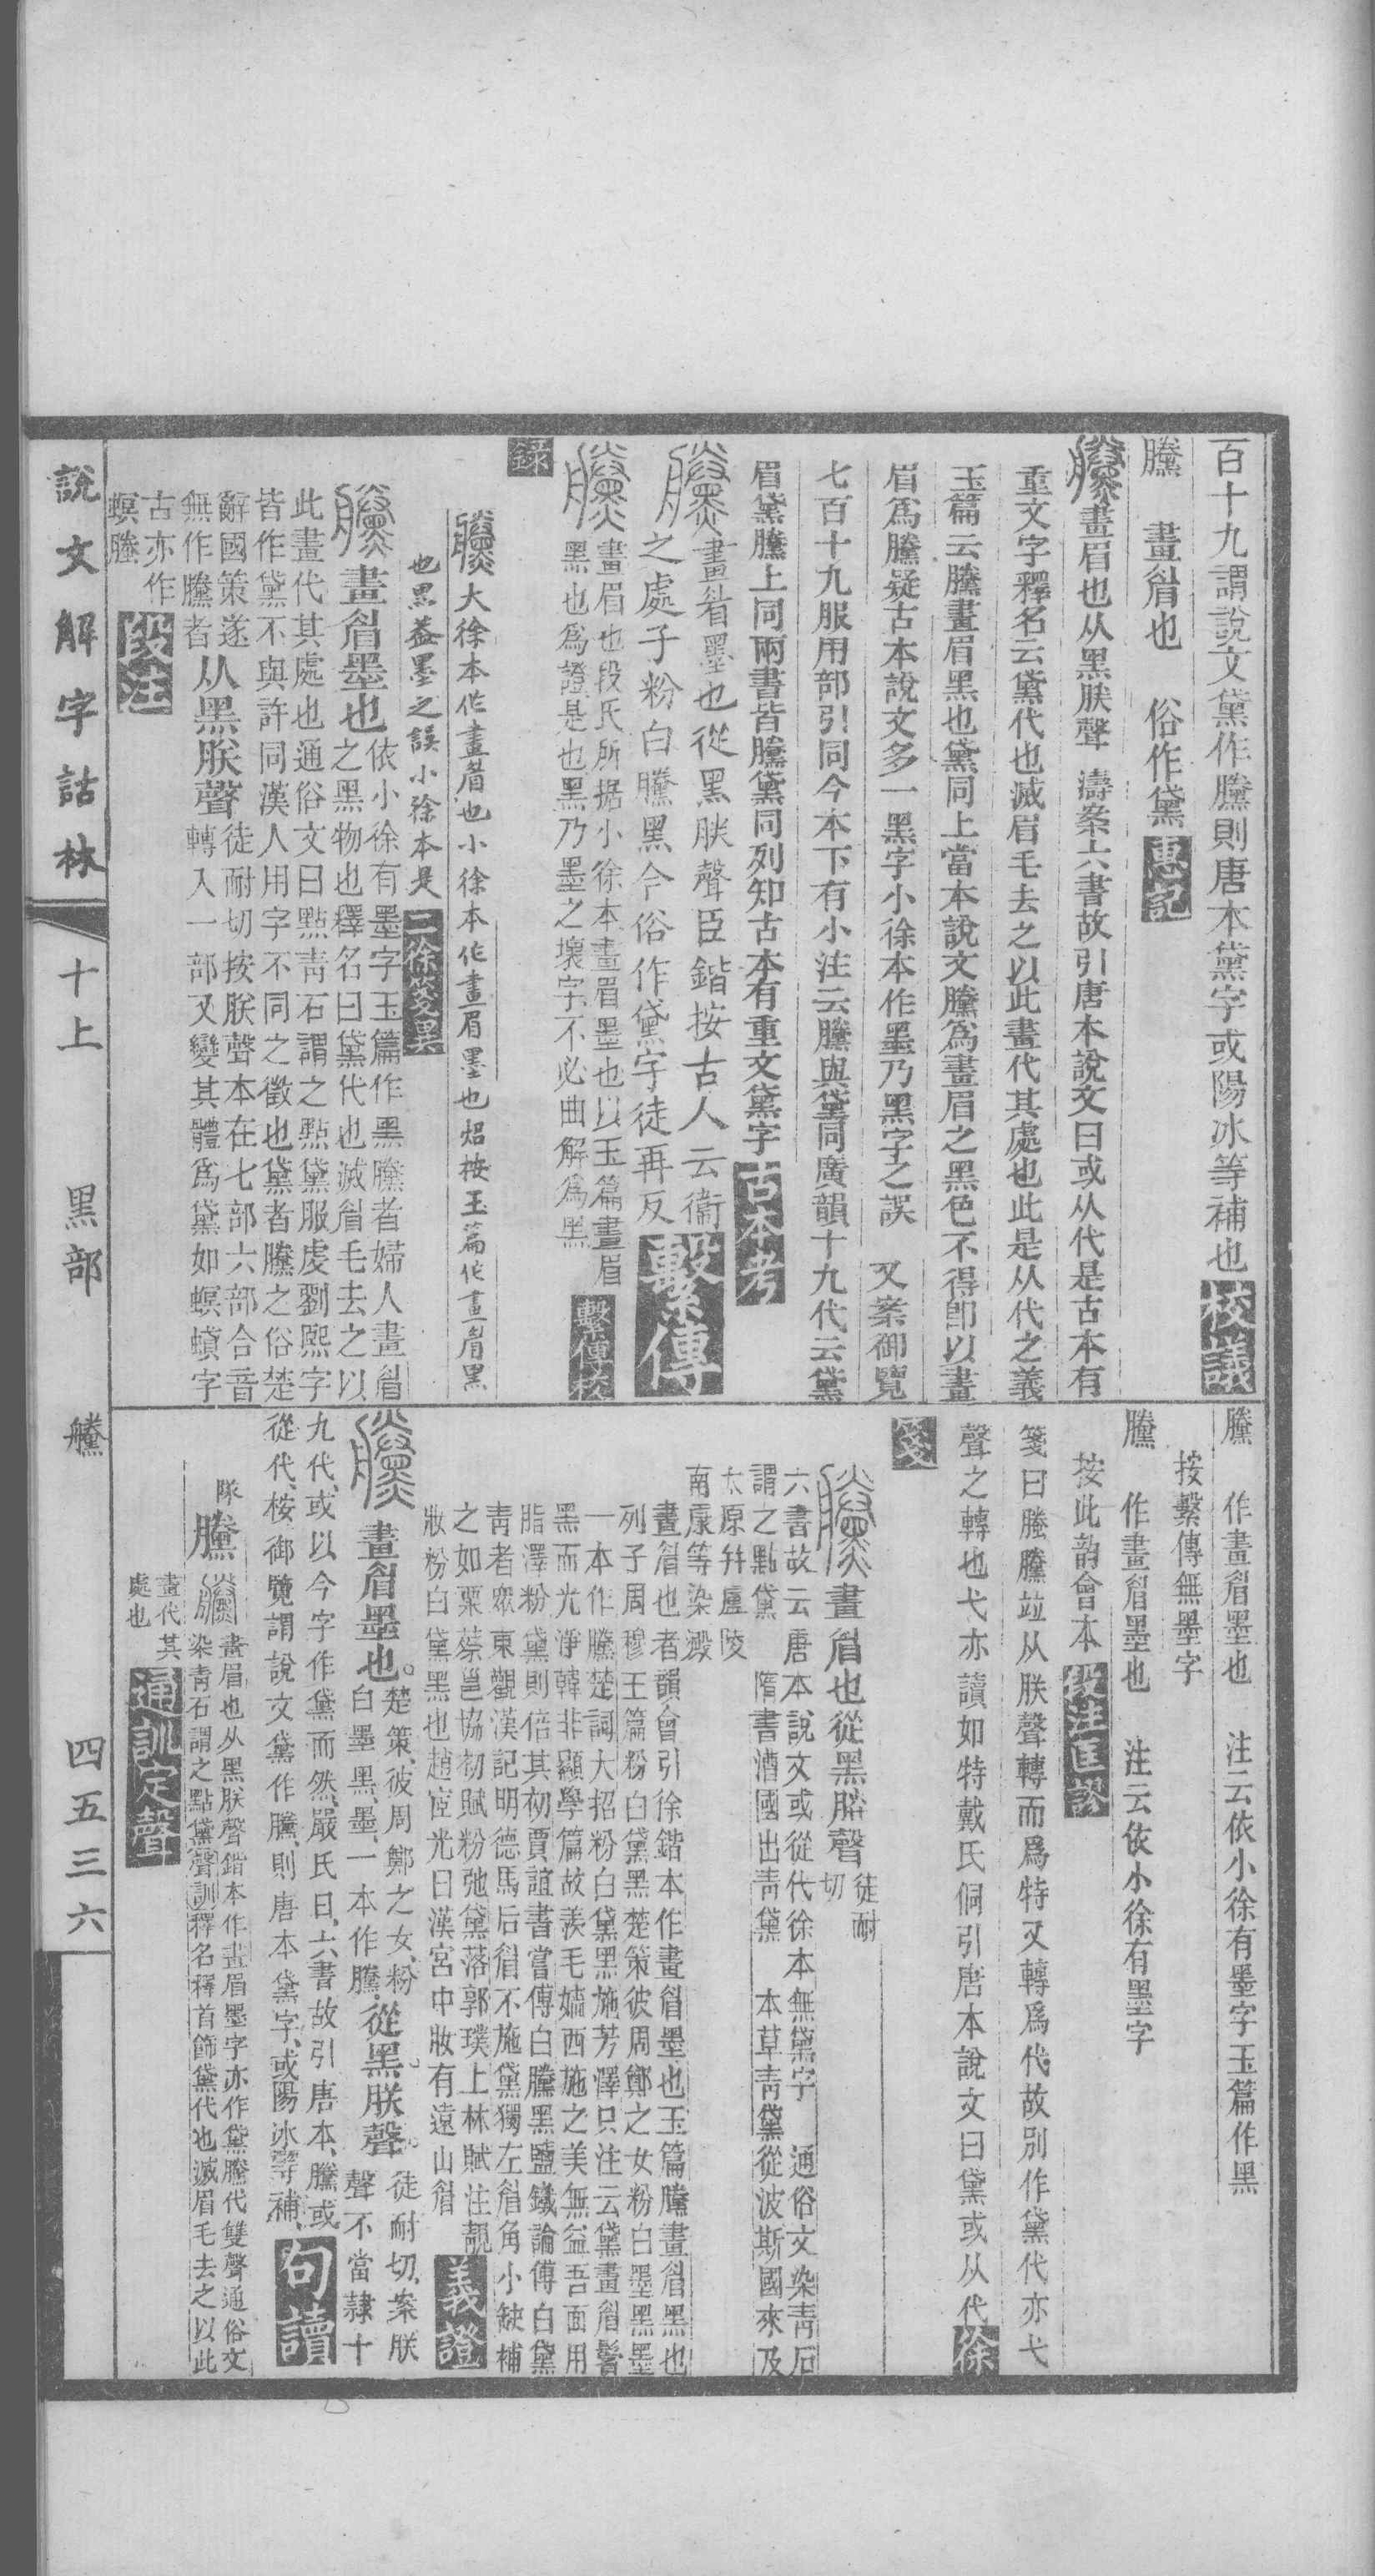 百十九謂說文黛作黱則唐本黛字或陽冰等補也校議
黱　畫眉也　俗作黛惠記
黱畫眉也从黑朕聲　濤案六書故引唐本說文曰或从代是古本有
重文字釋名云黛代也滅眉毛去之以此畫代其處也此是从代之義
玉篇云黱畫眉黑也黛同上當本說文黱爲畫眉之黑色不得卽以畫
眉爲黱疑古本說文多一黑字小徐本作墨乃黑字之誤　又案御覽
七百十九服用部引同今本下有小注云黱與黛同廣韻十九代云黛
眉黛黱上同兩書皆黱黛同列知古本有重文黛字古本考
黱畫眉墨也從黑朕聲臣鍇按古人云衞
之處子粉白黱黑今俗作黛字徒再反繫傳
黱畫眉也段氏所据小徐本畫眉墨也以玉篇畫眉
黑也爲證是也黑乃墨之壞字不必曲解爲黑繫傳校
錄
黱大徐本作畫眉也小徐本作畫眉墨也炤按玉篇作畫眉黑
也黑葢墨之誤小徐本是二徐箋異
黱畫眉墨也依小徐有墨字玉篇作黑黱者婦人畫眉
之黑物也釋名曰黛代也滅眉毛去之以
此畫代其處也通俗文曰點靑石謂之點黛服虔劉熙字
皆作黛不與許同漢人用字不同之徵也黛者黱之俗楚
辭國策遂
無作黱者从黑朕聲徒耐切按朕聲本在七部六部合音
轉入一部又變其體爲黛如螟蟘字
古亦作
螟螣段注
黱　作畫眉墨也　注云依小徐有墨字玉篇作黑
按繫傳無墨字
黱　作畫眉墨也　注云依小徐有墨字
按此韵會本段注匡謬
箋曰螣黱竝从朕聲轉而爲特又轉爲代故別作黛代亦弋
聲之轉也弋亦讀如特戴氏侗引唐本說文曰黛或从代徐
箋
黱畫眉也從黑朕聲徒耐
切
六書故云唐本說文或從代徐本無黛字　通俗文染靑石
謂之點黛　隋書漕國出靑黛　本草靑黛從波斯國來及
太原幷廬陵
南康等染澱
畫眉也者韻會引徐鍇本作畫眉墨也玉篇黱畫眉黑也
列子周穆王篇粉白黛黑楚策彼周鄭之女粉白墨黑墨
一本作黱楚詞大招粉白黛黑施芳澤只注云黛畫眉鬢
黑而光淨韓非顯學篇故羨毛嬙西施之美無益吾面用
脂澤粉黛則倍其初賈誼書當傅白黱黑鹽鐵論傅白黛
靑者眾東觀漢記明德馬后眉不施黛獨左眉角小缺補
之如粟蔡邕協初賦粉弛黛落郭璞上林賦注靚
妝粉白黛黑也趙宧光曰漢宮中妝有遠山眉義證
黱畫眉墨也。楚策、彼周鄭之女、粉
白墨黑、墨、一本作黱。從黑朕聲。徒耐切、案朕
聲不當隷十
九代、或以今字作黛而然、嚴氏曰、六書故引唐本、黱或
從代、桉御覽謂說文黛作黱、則唐本黛字、或陽冰等補、句讀
隊
黱黱畫眉也从黑朕聲鍇本作畫眉墨字亦作黛黱代雙聲通俗文
染靑石謂之點黛聲訓釋名釋首飾黛代也滅眉毛去之以此
畫代其
處也通訓定聲
說文解字詁林　十上　黑部　黱　四五三六